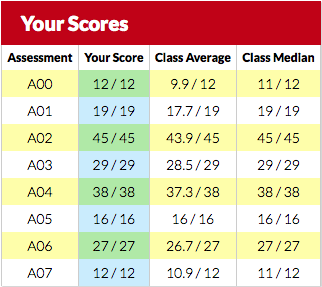 Your Scores
Assessment Your Score Class Average Class Median
A00 12 / 12 9.9 / 12 11 / 12
A01 19 / 19 17.7 / 19 19 / 19
A02 45 / 45 43.9 / 45 45 / 45
A03 29 / 29 28.5 / 29 29 / 29
A04 38 / 38 37.3 / 38 38 / 38
A05 16 / 16 16 / 16 16 / 16
A06 27 / 27 26.7 / 27 27 / 27
A07 12 / 12 10.9 / 12 11 / 12